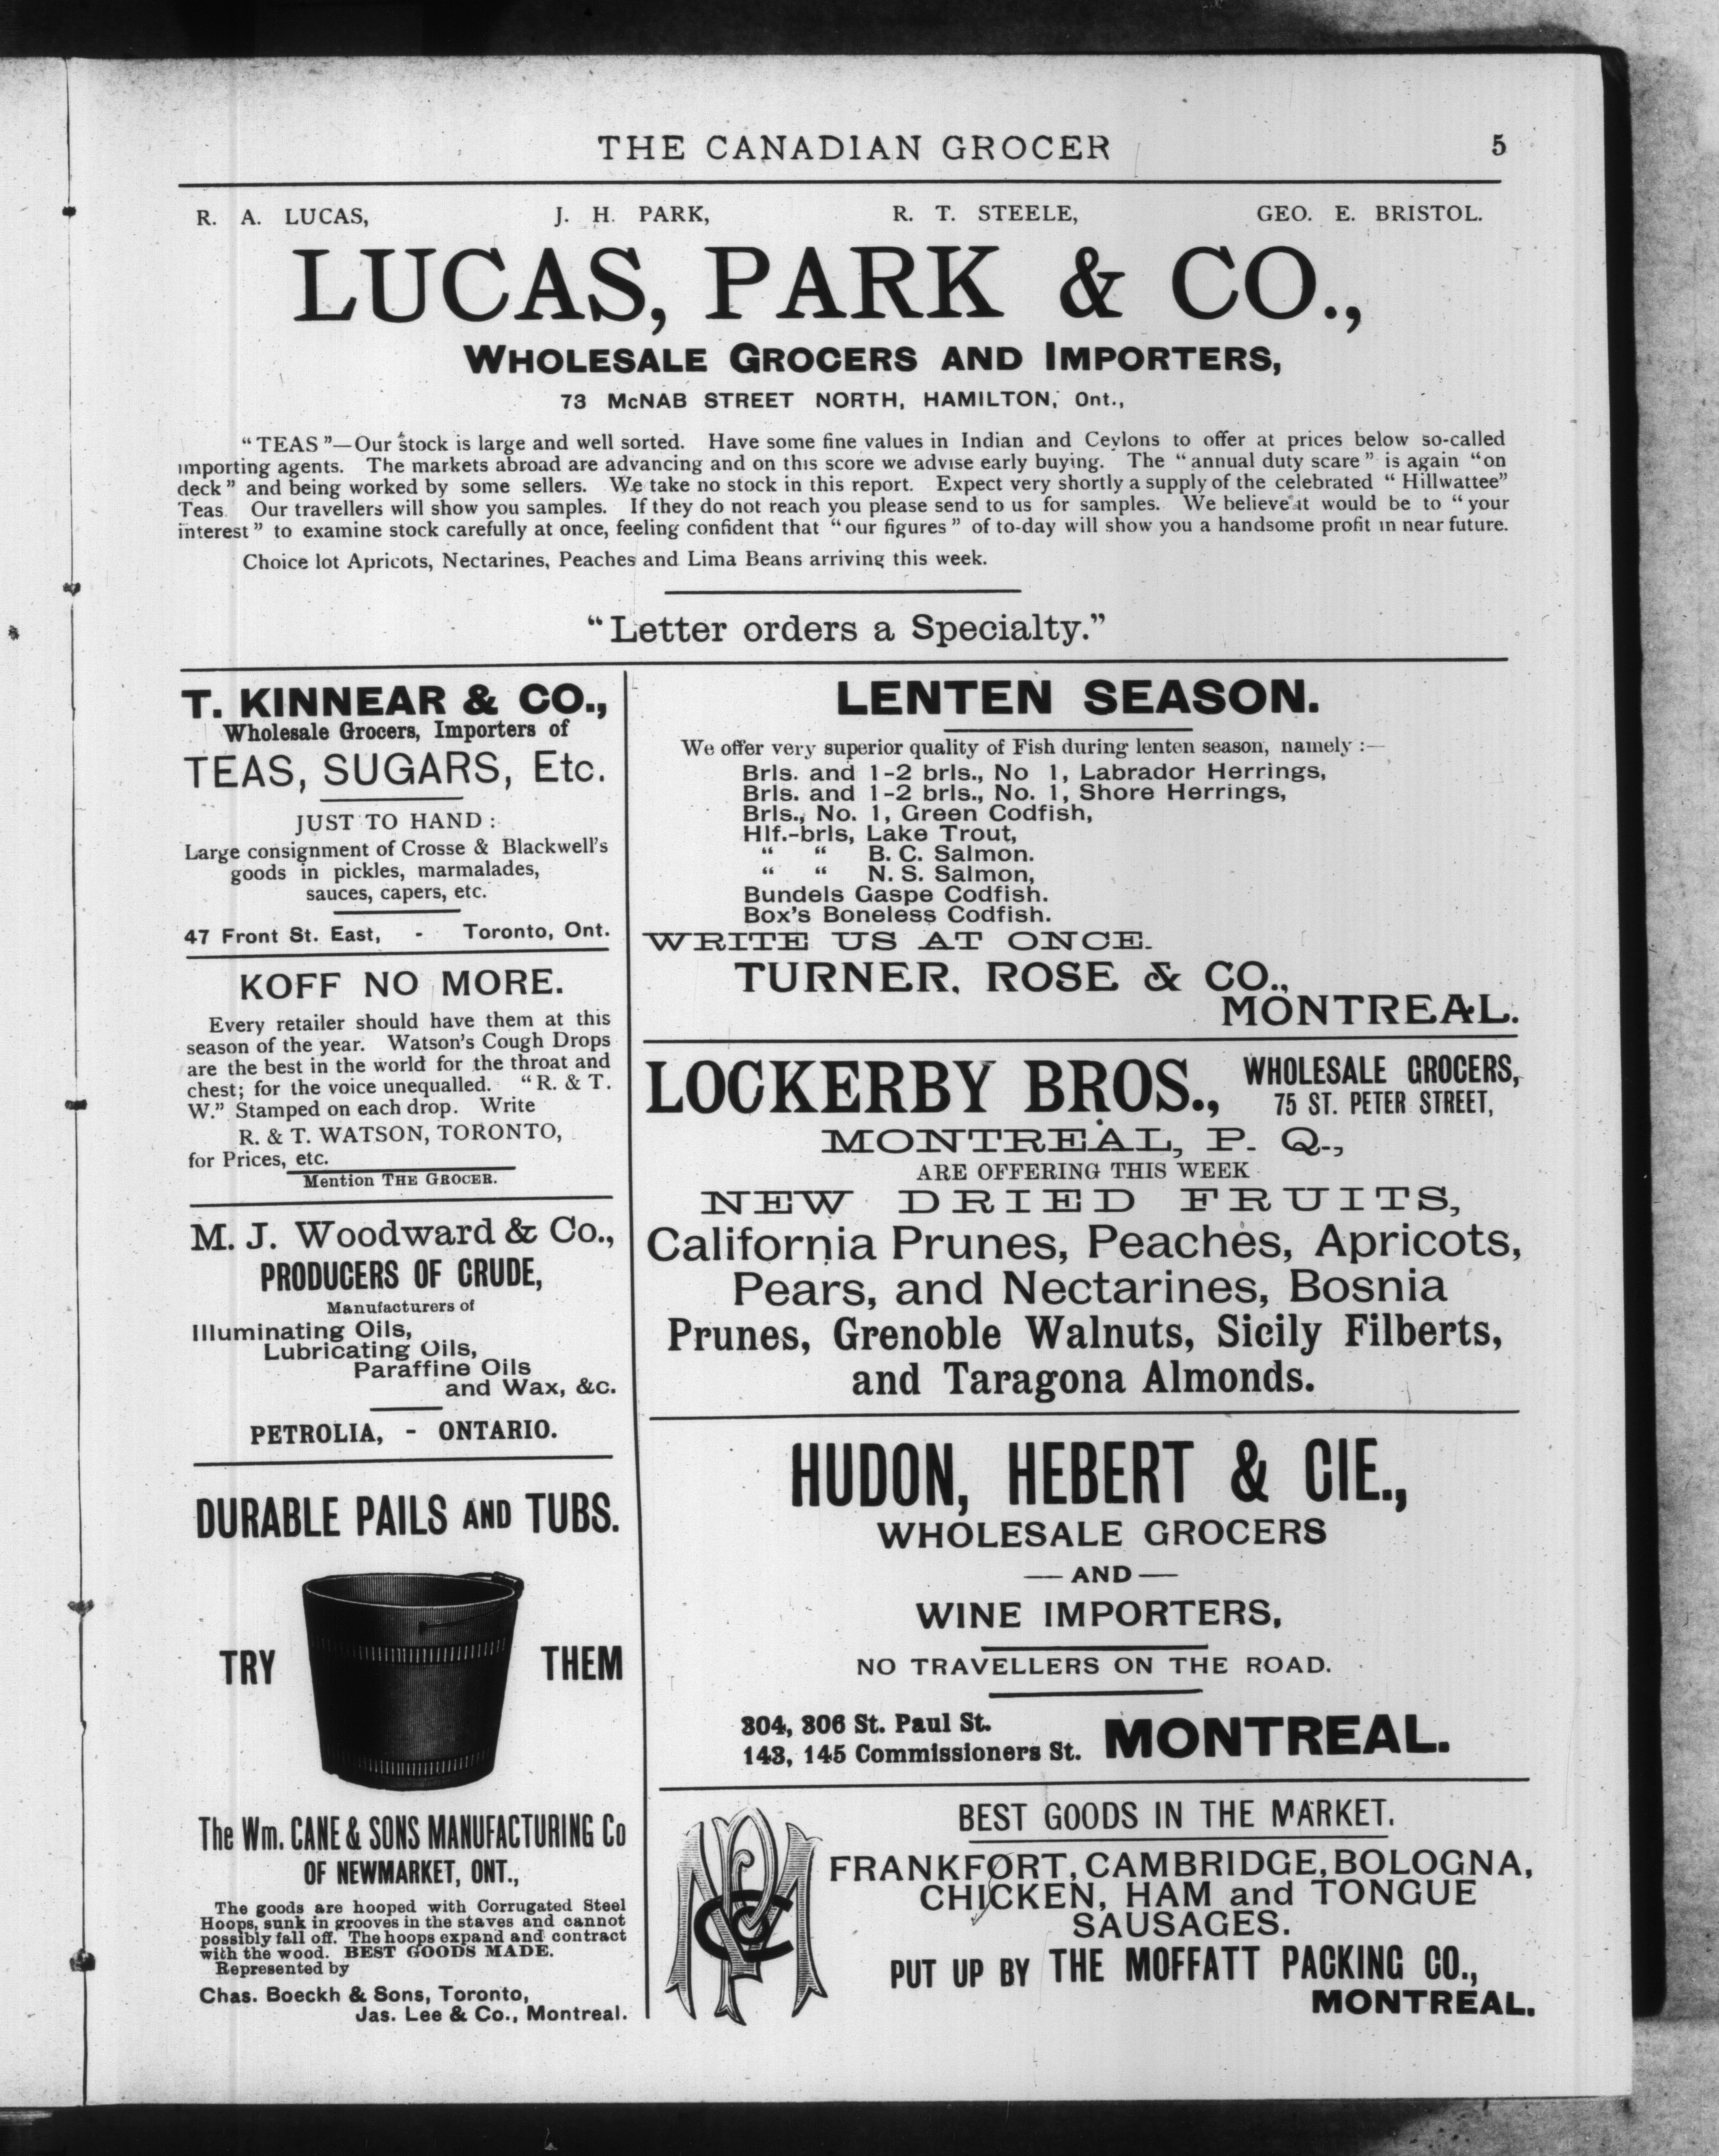 THE CANADIAN GROCER 5
R. A. LUCAS, J. H. PARK, R. T. STEELE, GEO. E. BRISTOL.
LUCAS, PARK & CO.,
WHOLESALE GROCERS AND IMPORTERS,
73 McNAB STREET NORTH, HAMILTON, Ont.,
“TEAS”—Our stock is large and well sorted. Have some fine values in Indian and Ceylons to offer at prices below so-called
importing agents. The markets abroad are advancing and on this score we advise early buying. The “annual duty scare” is again “on
deck” and being worked by some sellers. We take no stock in this report. Expect very shortly a supply of the celebrated “Hillwattee”
Teas. Our travellers will show you samples. If they do not reach you please send to us for samples. We believe it would be to “your
interest” to examine stock carefully at once, feeling confident that “our figures” of to-day will show you a handsome profit in near future.
Choice lot Apricots, Nectarines, Peaches and Lima Beans arriving this week.
“Letter orders a Specialty.”
T. KINNEAR & CO.,
Wholesale Grocers, Importers of
TEAS, SUGARS, Etc.
JUST TO HAND:
Large consignment of Crosse & Blackwell's
goods in pickles, marmalades,
sauces, capers, etc.
47 Front St. East, - Toronto, Ont.
KOFF NO MORE.
Every retailer should have them at this
season of the year. Watson's Cough Drops
are the best in the world for the throat and
chest; for the voice unequalled. “R. & T.
W.” Stamped on each drop. Write
R. & T. WATSON, TORONTO,
for Prices, etc.
Mention THE GROCER.
M. J. Woodward & Co.,
PRODUCERS OF CRUDE,
Manufacturers of
Illuminating Oils,
Lubricating Oils,
Paraffine Oils
and Wax, &c.
PETROLIA, - ONTARIO.
DURABLE PAILS AND TUBS.
TRY THEM
The Wm. CANE & SONS MANUFACTURING Co
OF NEWMARKET, ONT.,
The goods are hooped with Corrugated Steel
Hoops, sunk in grooves in the staves and cannot
possibly fall off. The hoops expand and contract
with the wood. BEST GOODS MADE.
Represented by
Chas. Boeckh & Sons, Toronto,
Jas. Lee & Co., Montreal.
LENTEN SEASON.
We offer very superior quality of Fish during lenten season, namely :—
Brls. and 1-2 brls., No 1, Labrador Herrings,
Brls. and 1-2 brls., No. 1, Shore Herrings,
Brls., No. 1, Green Codfish,
Hlf.-brls, Lake Trout,
“ “ B. C. Salmon.
“ “ N. S. Salmon,
Bundels Gaspe Codfish.
Box's Boneless Codfish.
WRITE US AT ONCE.
TURNER, ROSE & CO.,
MONTREAL.
LOCKERBY BROS., WHOLESALE GROCERS,
75 ST. PETER STREET,
MONTREAL, P. Q.,
ARE OFFERING THIS WEEK
NEW DRIED FRUITS,
California Prunes, Peaches, Apricots,
Pears, and Nectarines, Bosnia
Prunes, Grenoble Walnuts, Sicily Filberts,
and Taragona Almonds.
HUDON, HEBERT & CIE.,
WHOLESALE GROCERS
—AND—
WINE IMPORTERS,
NO TRAVELLERS ON THE ROAD.
304, 306 St. Paul St.
143, 145 Commissioners St. MONTREAL.
BEST GOODS IN THE MARKET.
FRANKFORT, CAMBRIDGE, BOLOGNA,
CHICKEN, HAM and TONGUE
SAUSAGES.
PUT UP BY THE MOFFATT PACKING CO.,
MONTREAL.